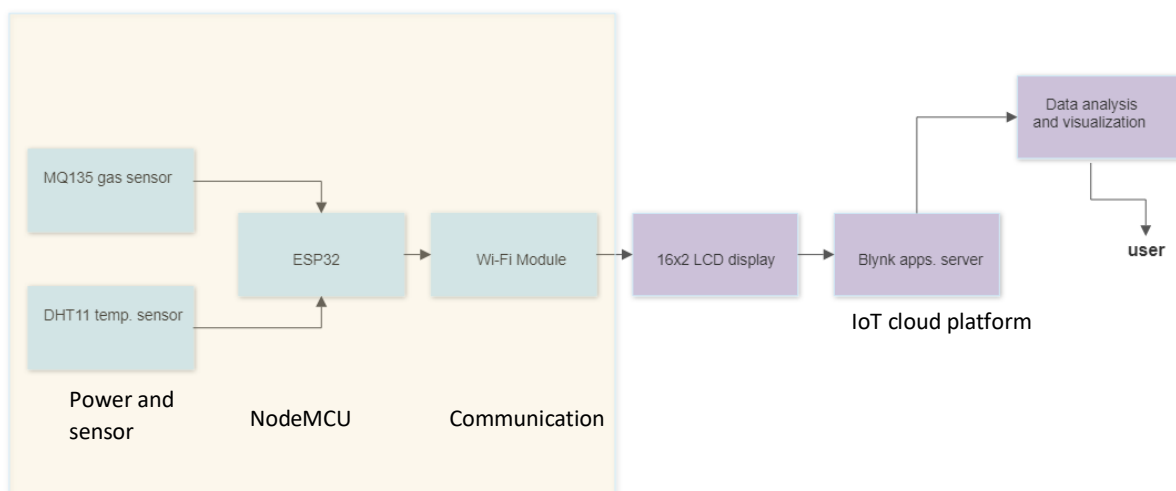 Data analysis
and visualization
MQ135 gas sensor
ESP32
Wi-Fi Module
16x2 LCD display
Blynk apps. server
user
DHT11 temp. sensor
IoT cloud platform
Power and
sensor
NodeMCU
Communication